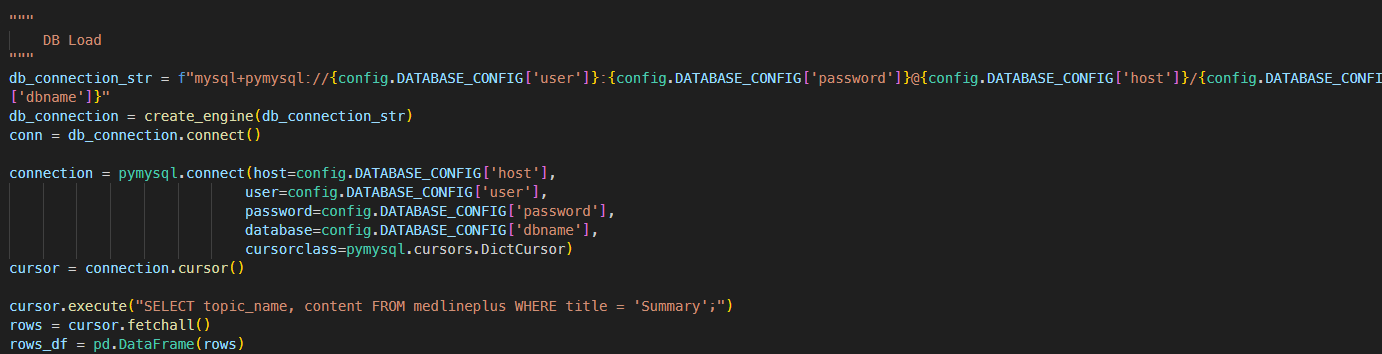 """
    DB Load
"""
db_connection_str = f"mysql+pymysql://{config.DATABASE_CONFIG['user']}:{config.DATABASE_CONFIG['password']}@{config.DATABASE_CONFIG['host']}/{config.DATABASE_CONFI
['dbname']}"
db_connection = create_engine(db_connection_str)
conn = db_connection.connect()

connection = pymysql.connect(host=config.DATABASE_CONFIG['host'],
                            user=config.DATABASE_CONFIG['user'],
                            password=config.DATABASE_CONFIG['password'],
                            database=config.DATABASE_CONFIG['dbname'],
                            cursorclass=pymysql.cursors.DictCursor)
cursor = connection.cursor()

cursor.execute("SELECT topic_name, content FROM medlineplus WHERE title = 'Summary';")
rows = cursor.fetchall()
rows_df = pd.DataFrame(rows)